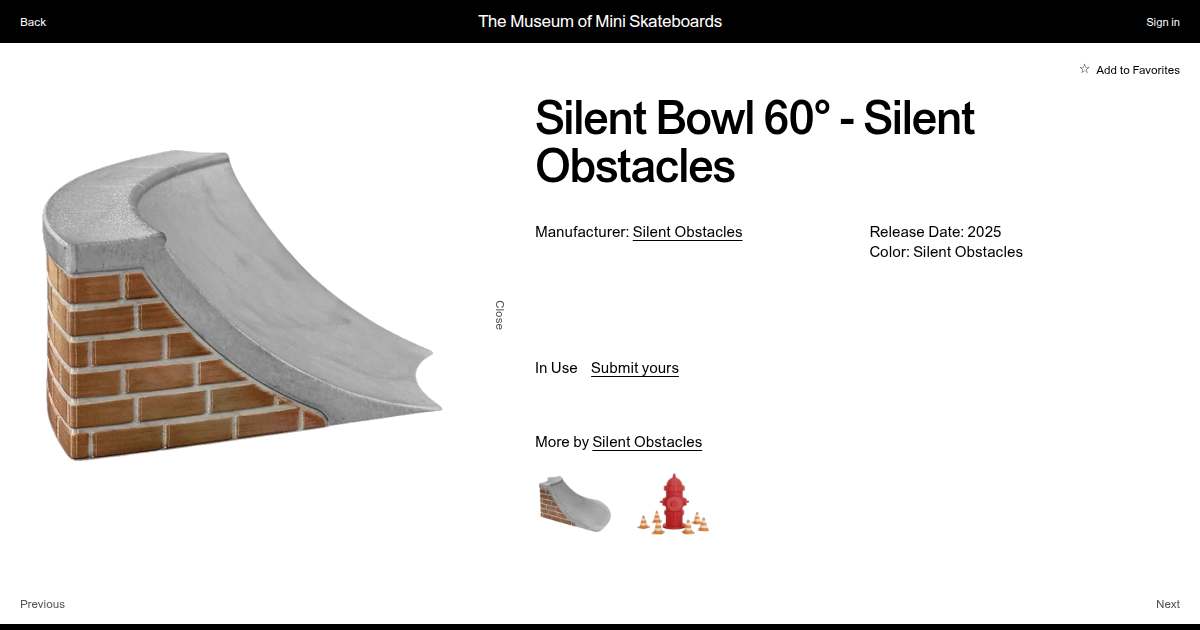 Back
The Museum of Mini Skateboards
Sign in
☆ Add to Favorites
Silent Bowl 60° - Silent
Obstacles
Manufacturer: Silent Obstacles
Release Date: 2025
Color: Silent Obstacles
Close
In Use Submit yours
More by Silent Obstacles
Previous
Next